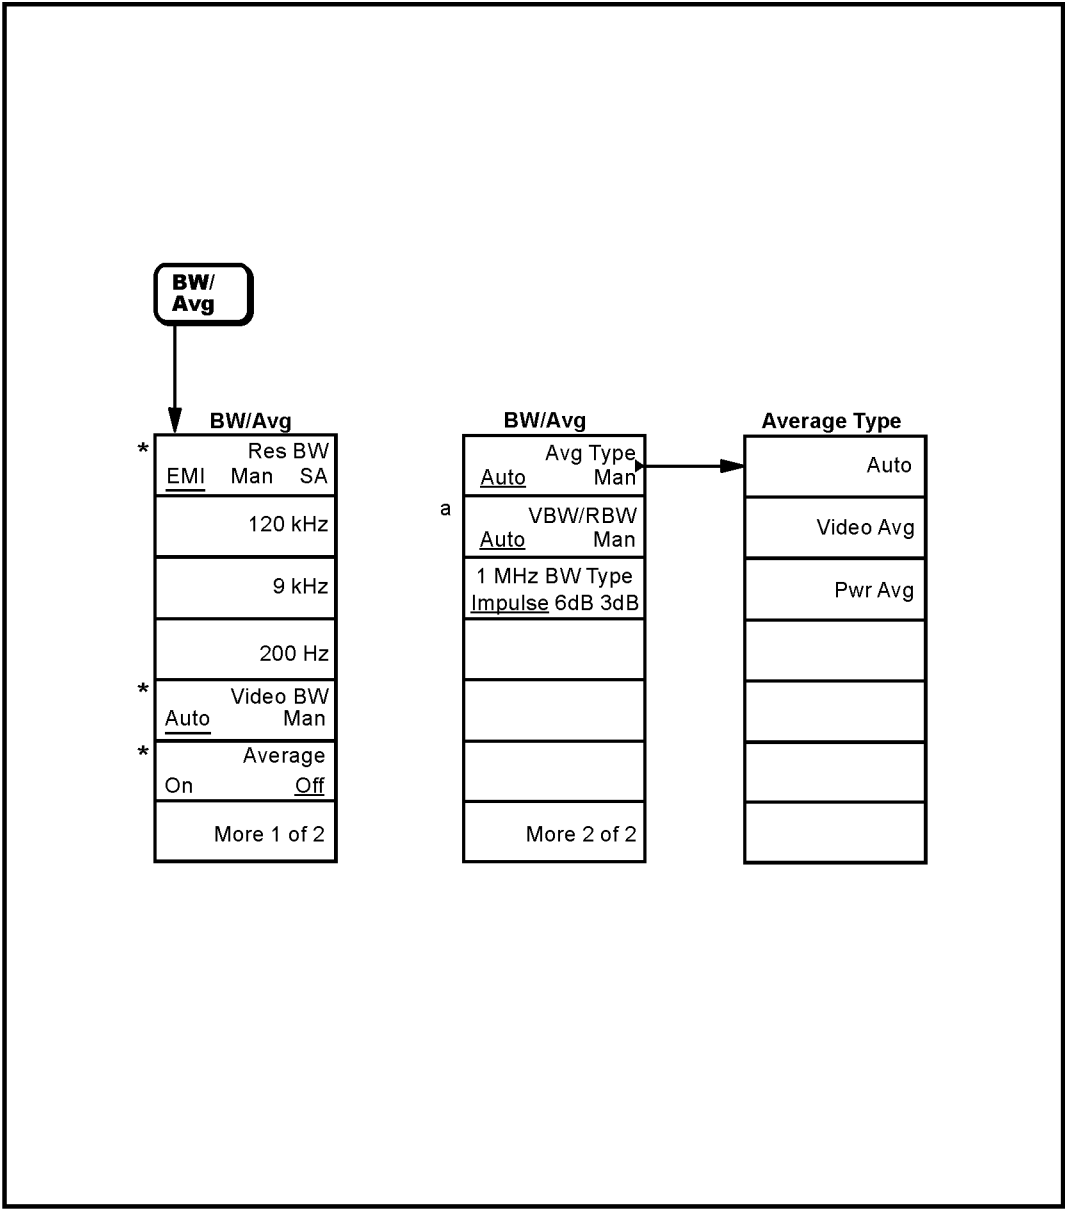 BW/
Avg
BW/Avg
* Res BW
EMI Man SA
120 kHz
9 kHz
200 Hz
* Video BW
Auto Man
* Average
On Off
More 1 of 2
BW/Avg
Avg Type
Auto Man
a VBW/RBW
Auto Man
1 MHz BW Type
Impulse 6dB 3dB
More 2 of 2
Average Type
Auto
Video Avg
Pwr Avg